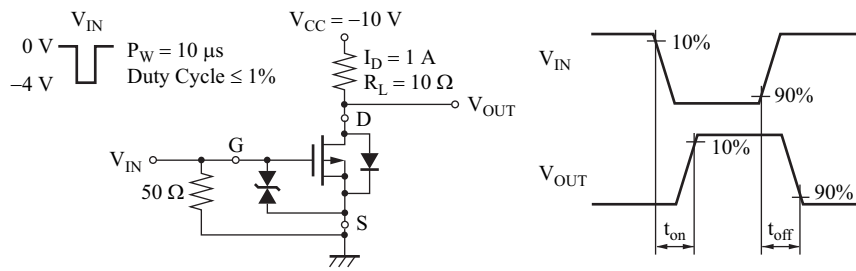 V_IN
0 V
−4 V
P_W = 10 μs
Duty Cycle ≤ 1%
V_CC = −10 V
I_D = 1 A
R_L = 10 Ω
V_OUT
D
G
V_IN
50 Ω
S
V_IN
10%
90%
V_OUT
10%
90%
t_on
t_off